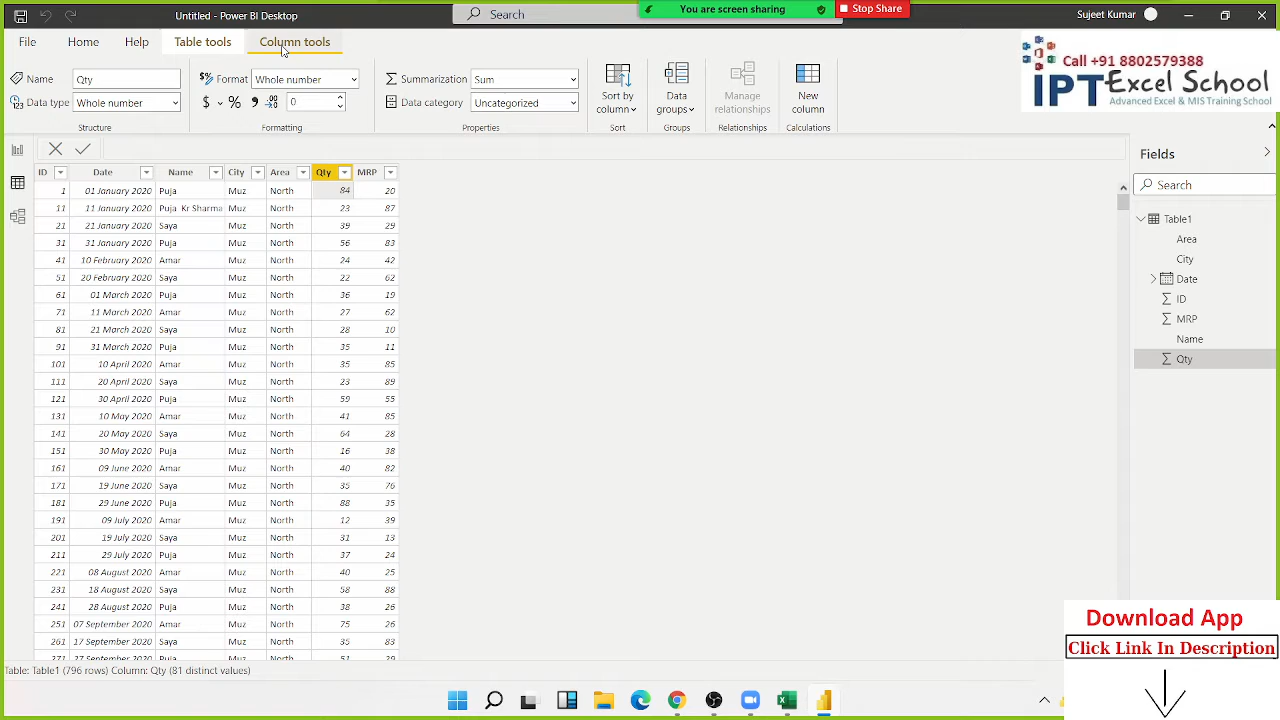 Untitled - Power BI Desktop
Search
You are screen sharing
Stop Share
Sujeet Kumar
File Home Help Table tools Column tools
Call +91 8802579388
IPT Excel School
Advanced Excel & MIS Training School
Name Qty
Format Whole number
Summarization Sum
Data type Whole number
$ % 0
Data category Uncategorized
Sort by column
Data groups
Manage relationships
New column
Structure Formatting Properties Sort Groups Relationships Calculations
Fields
Search
Table1
Area
City
Date
ID
MRP
Name
Qty
ID Date Name City Area Qty MRP
1 01 January 2020 Puja Muz North 84 20
11 11 January 2020 Puja Kr Sharma Muz North 23 87
21 21 January 2020 Saya Muz North 39 29
31 31 January 2020 Puja Muz North 56 83
41 10 February 2020 Amar Muz North 24 42
51 20 February 2020 Saya Muz North 22 62
61 01 March 2020 Puja Muz North 36 19
71 11 March 2020 Amar Muz North 27 62
81 21 March 2020 Saya Muz North 28 10
91 31 March 2020 Puja Muz North 35 11
101 10 April 2020 Amar Muz North 35 85
111 20 April 2020 Saya Muz North 23 89
121 30 April 2020 Puja Muz North 59 55
131 10 May 2020 Amar Muz North 41 85
141 20 May 2020 Saya Muz North 64 28
151 30 May 2020 Puja Muz North 16 38
161 09 June 2020 Amar Muz North 40 82
171 19 June 2020 Saya Muz North 35 76
181 29 June 2020 Puja Muz North 88 35
191 09 July 2020 Amar Muz North 12 39
201 19 July 2020 Saya Muz North 31 13
211 29 July 2020 Puja Muz North 37 24
221 08 August 2020 Amar Muz North 40 25
231 18 August 2020 Saya Muz North 58 88
241 28 August 2020 Puja Muz North 38 26
251 07 September 2020 Amar Muz North 75 26
261 17 September 2020 Saya Muz North 35 83
271 27 September 2020 Puja Muz North 51 29
Table: Table1 (796 rows) Column: Qty (81 distinct values)
Download App
Click Link In Description